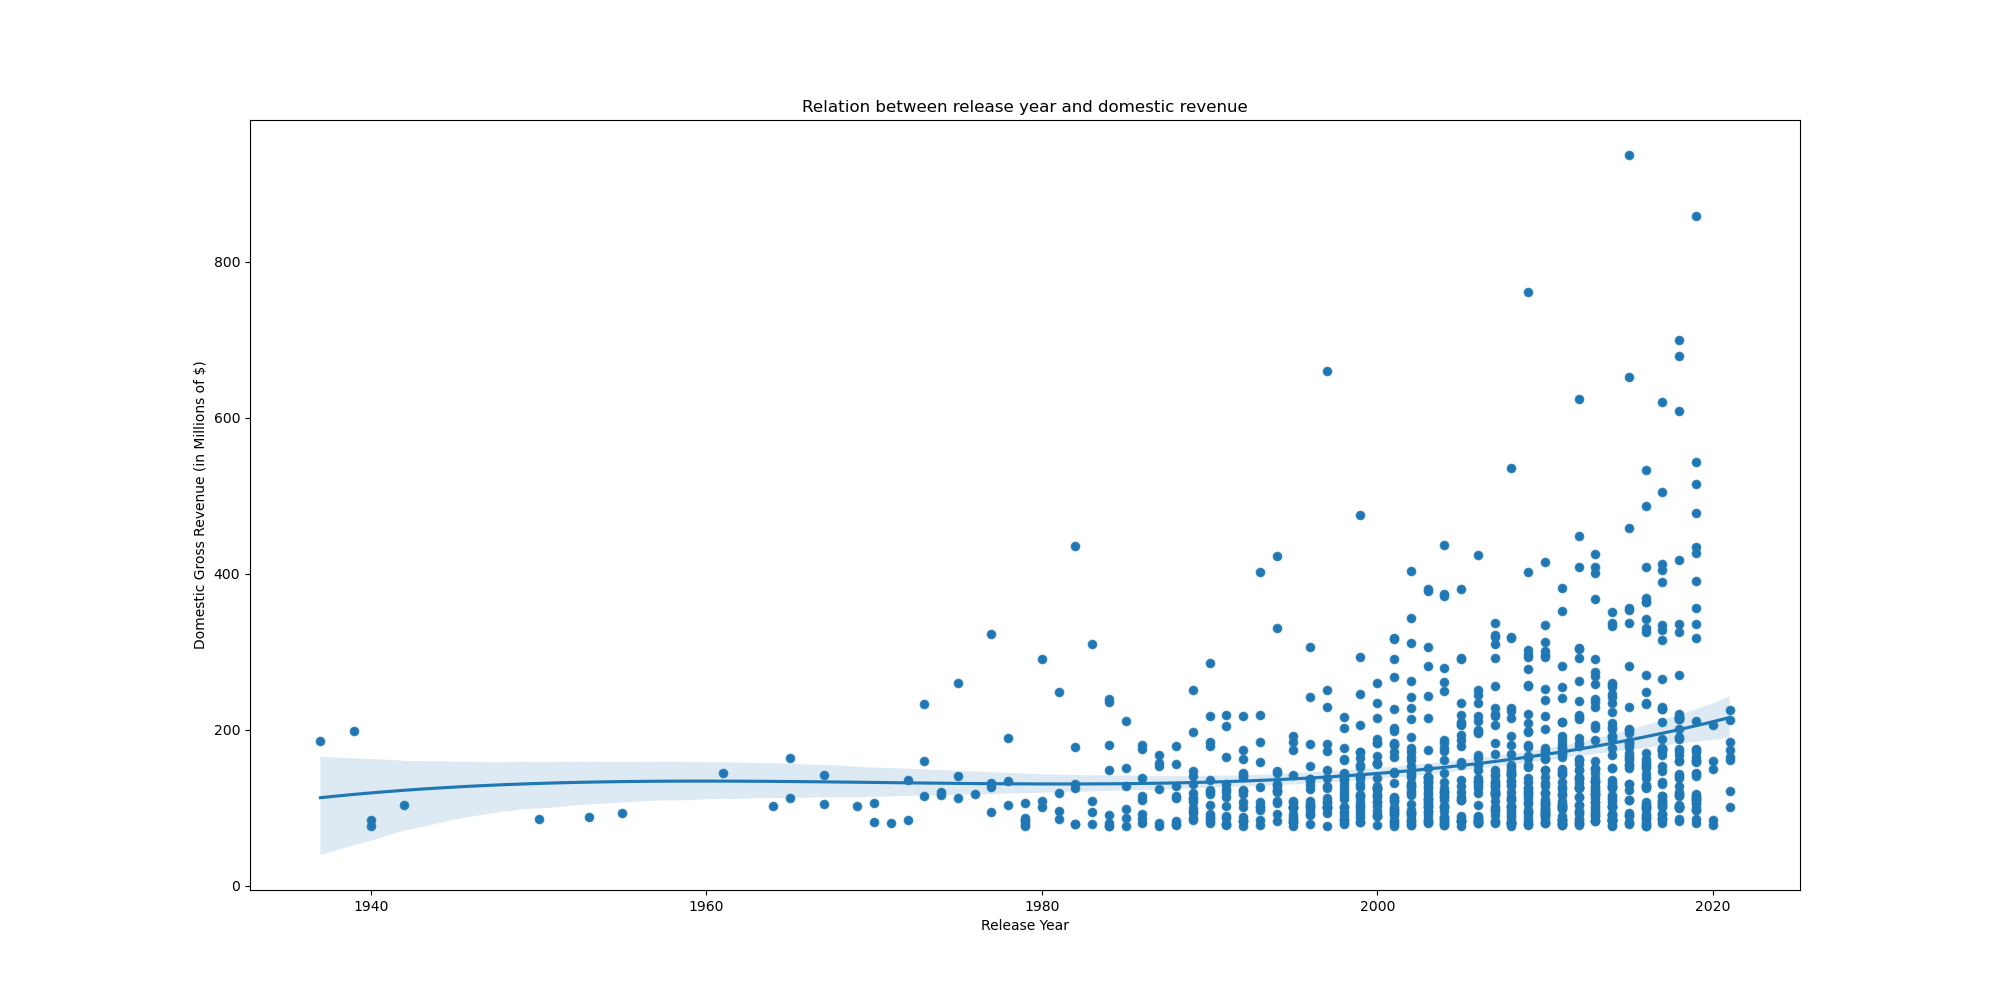 Relation between release year and domestic revenue
Domestic Gross Revenue (in Millions of $)
800
600
400
200
0
1940 1960 1980 2000 2020
Release Year